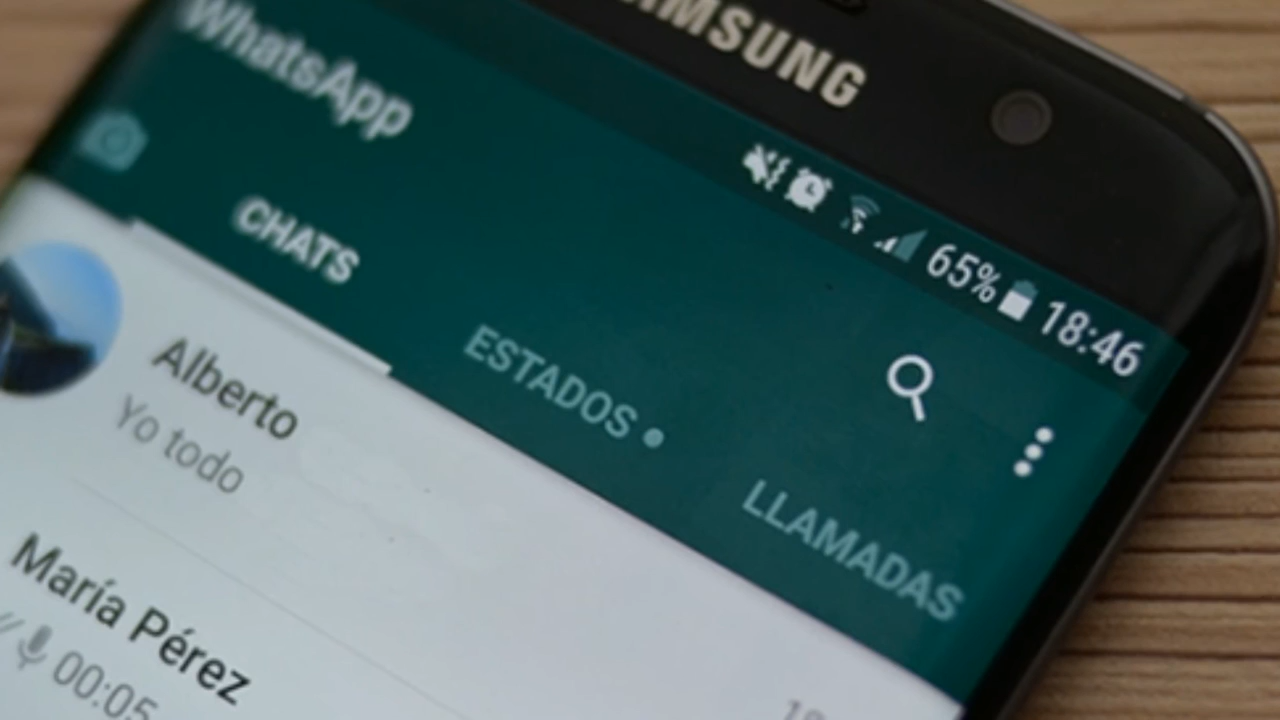 SAMSUNG
65% 18:46
WhatsApp
CHATS
ESTADOS
LLAMADAS
Alberto
Yo todo
María Pérez
00:05